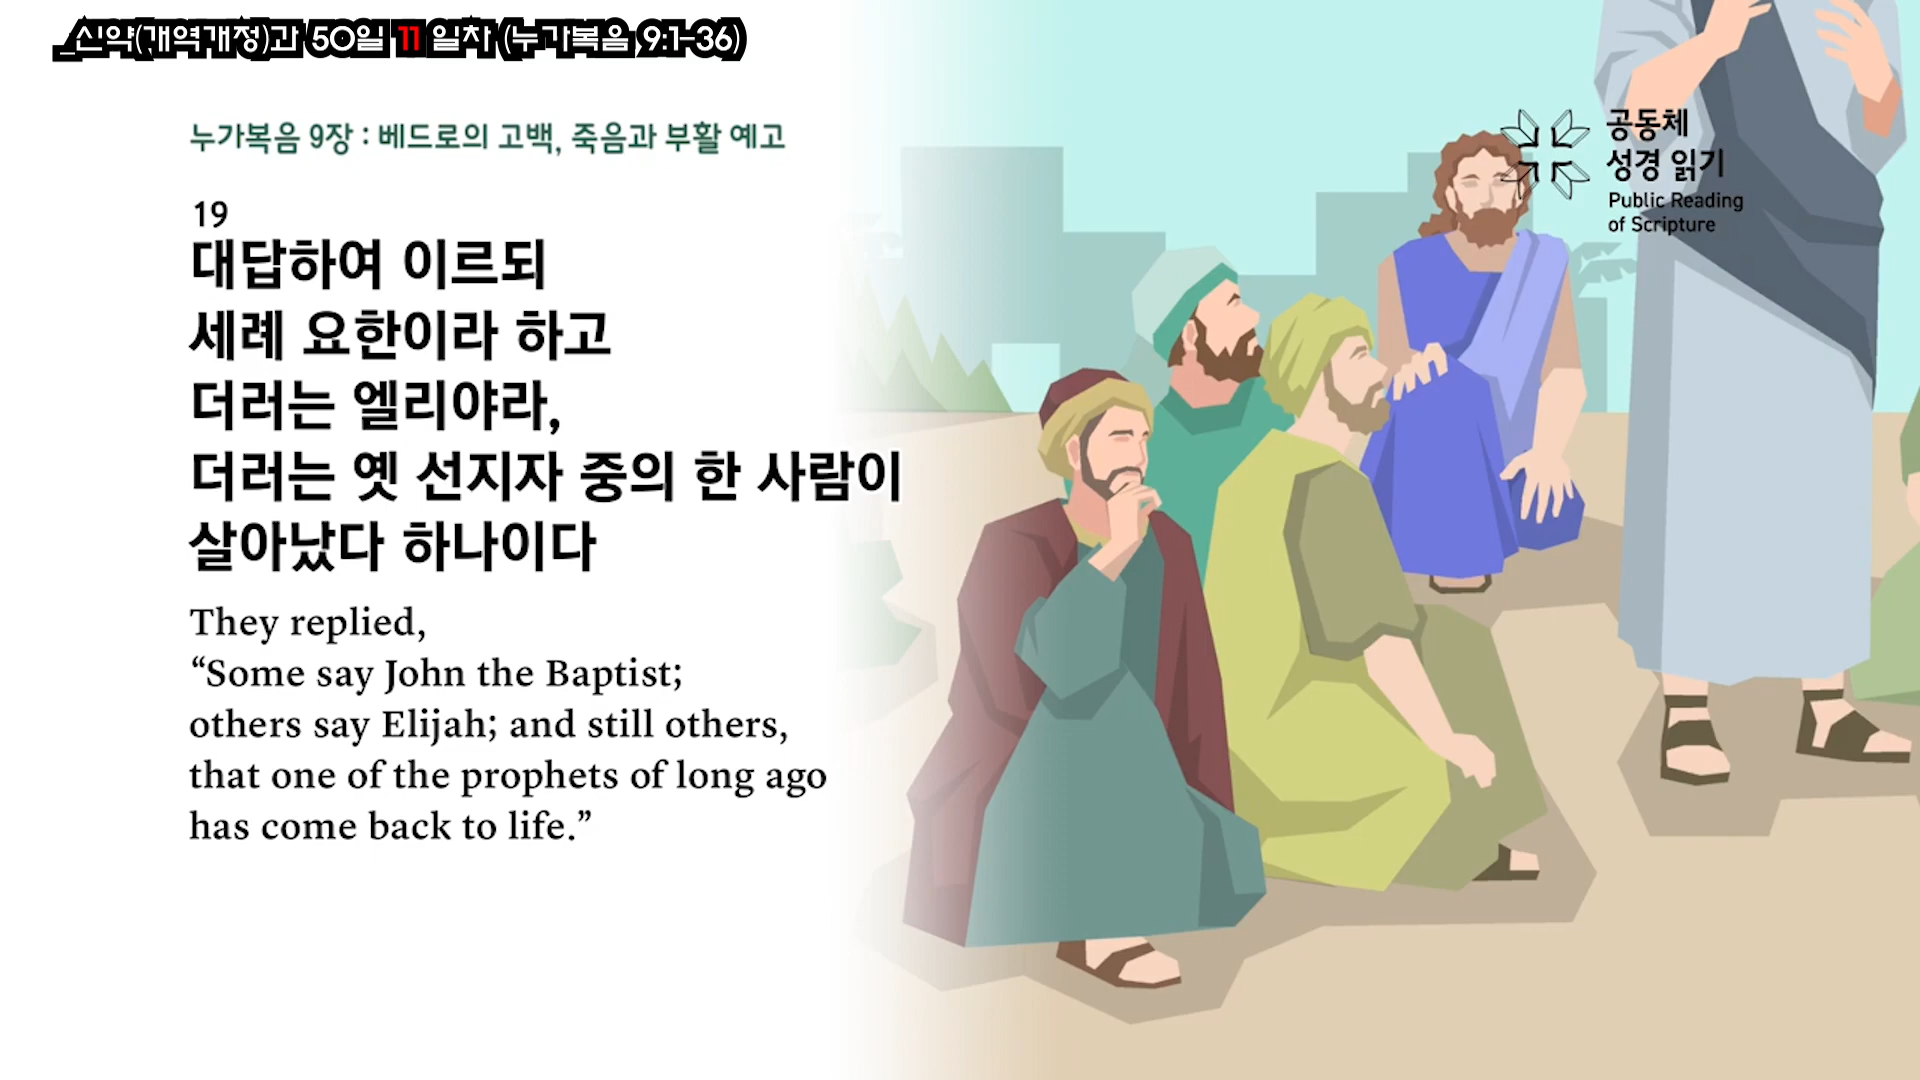 _신약(개역개정)과 50일 11 일차 (누가복음 9:1-36)
누가복음 9장 : 베드로의 고백, 죽음과 부활 예고
19
대답하여 이르되
세례 요한이라 하고
더러는 엘리야라,
더러는 옛 선지자 중의 한 사람이
살아났다 하나이다
They replied,
“Some say John the Baptist;
others say Elijah; and still others,
that one of the prophets of long ago
has come back to life.”
공동체
성경 읽기
Public Reading
of Scripture